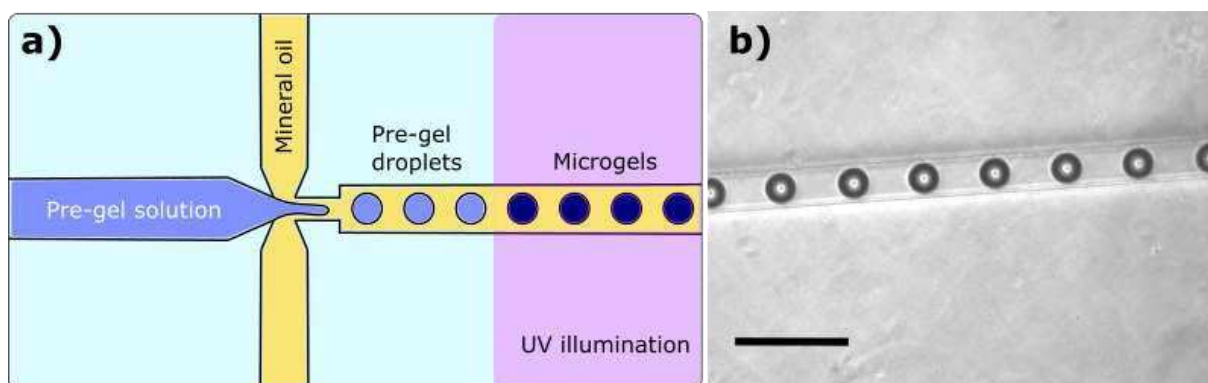 a)
Mineral oil
Pre-gel
droplets
Microgels
Pre-gel solution
UV illumination
b)